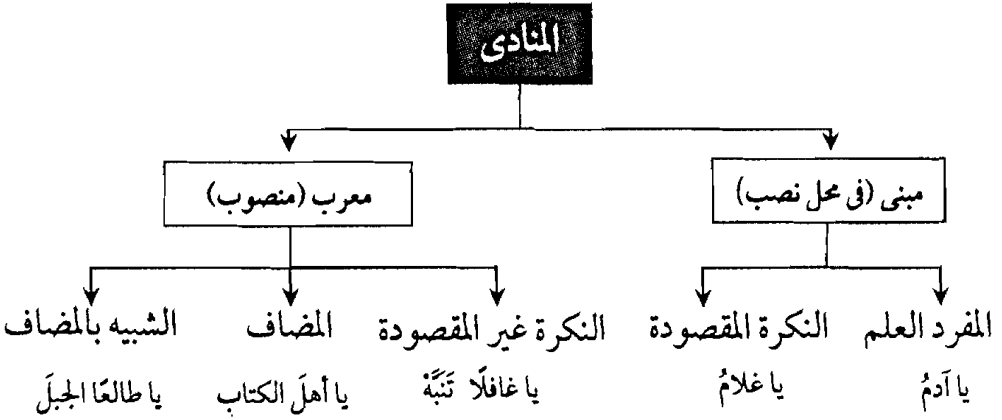 المنادى
مبنى (فى محل نصب)
معرب (منصوب)
المفرد العلم
النكرة المقصودة
النكرة غير المقصودة
المضاف
الشبيه بالمضاف
يا آدمُ
يا غلامُ
يا غافلًا تَنَبَّهْ
يا أهلَ الكتاب
يا طالعًا الجبلَ